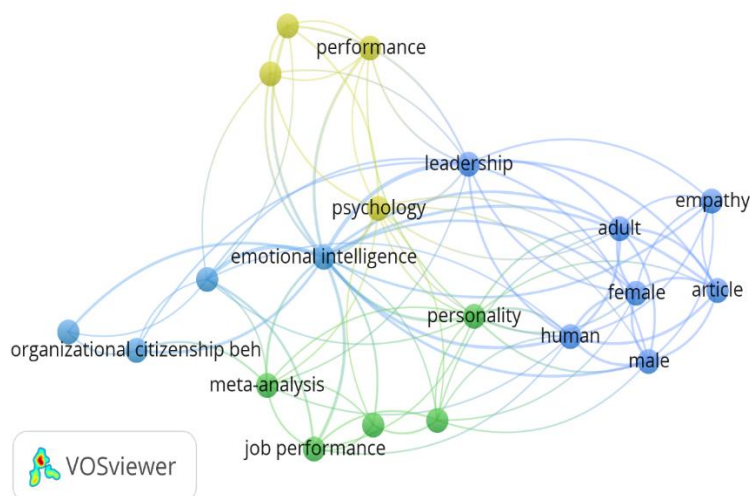 performance
leadership
empathy
psychology
adult
emotional intelligence
female
article
personality
human
organizational citizenship beh
male
meta-analysis
job performance
VOSviewer